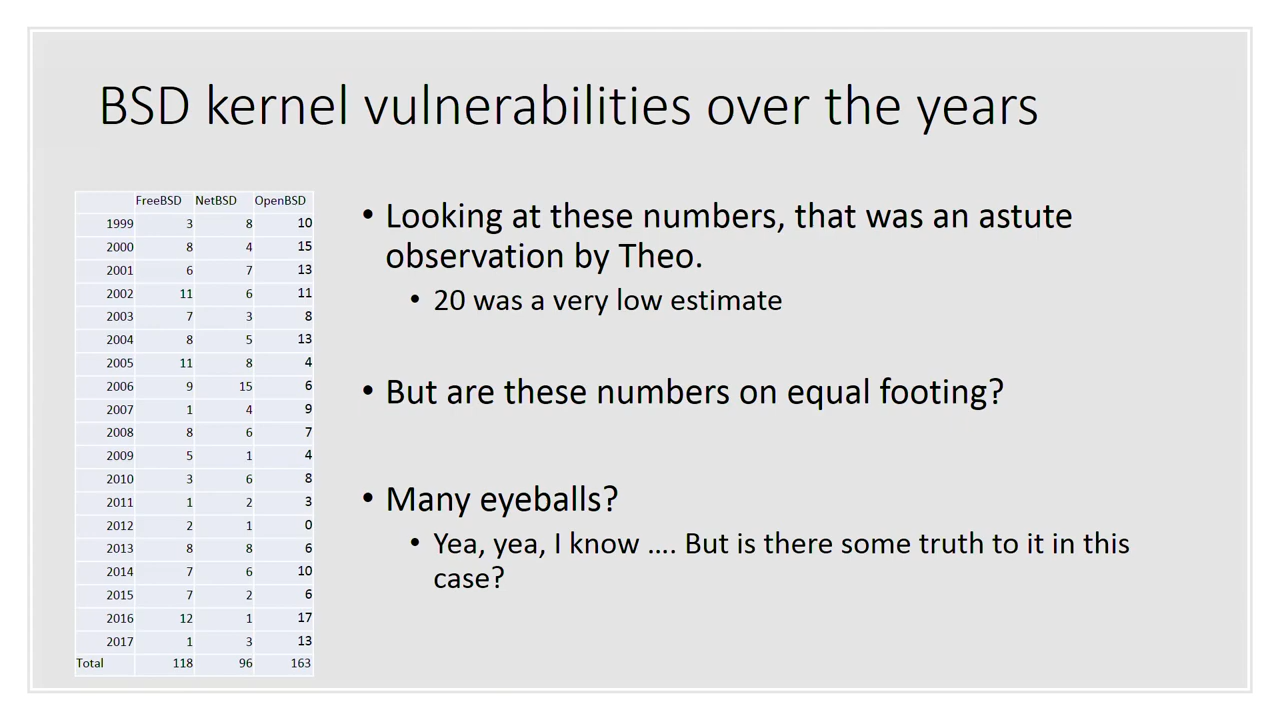 BSD kernel vulnerabilities over the years
FreeBSD NetBSD OpenBSD
1999 3 8 10
2000 8 4 15
2001 6 7 13
2002 11 6 11
2003 7 3 8
2004 8 5 13
2005 11 8 4
2006 9 15 6
2007 1 4 9
2008 8 6 7
2009 5 1 4
2010 3 6 8
2011 1 2 3
2012 2 1 0
2013 8 8 6
2014 7 6 10
2015 7 2 6
2016 12 1 17
2017 1 3 13
Total 118 96 163
• Looking at these numbers, that was an astute
observation by Theo.
• 20 was a very low estimate
• But are these numbers on equal footing?
• Many eyeballs?
• Yea, yea, I know .... But is there some truth to it in this
case?